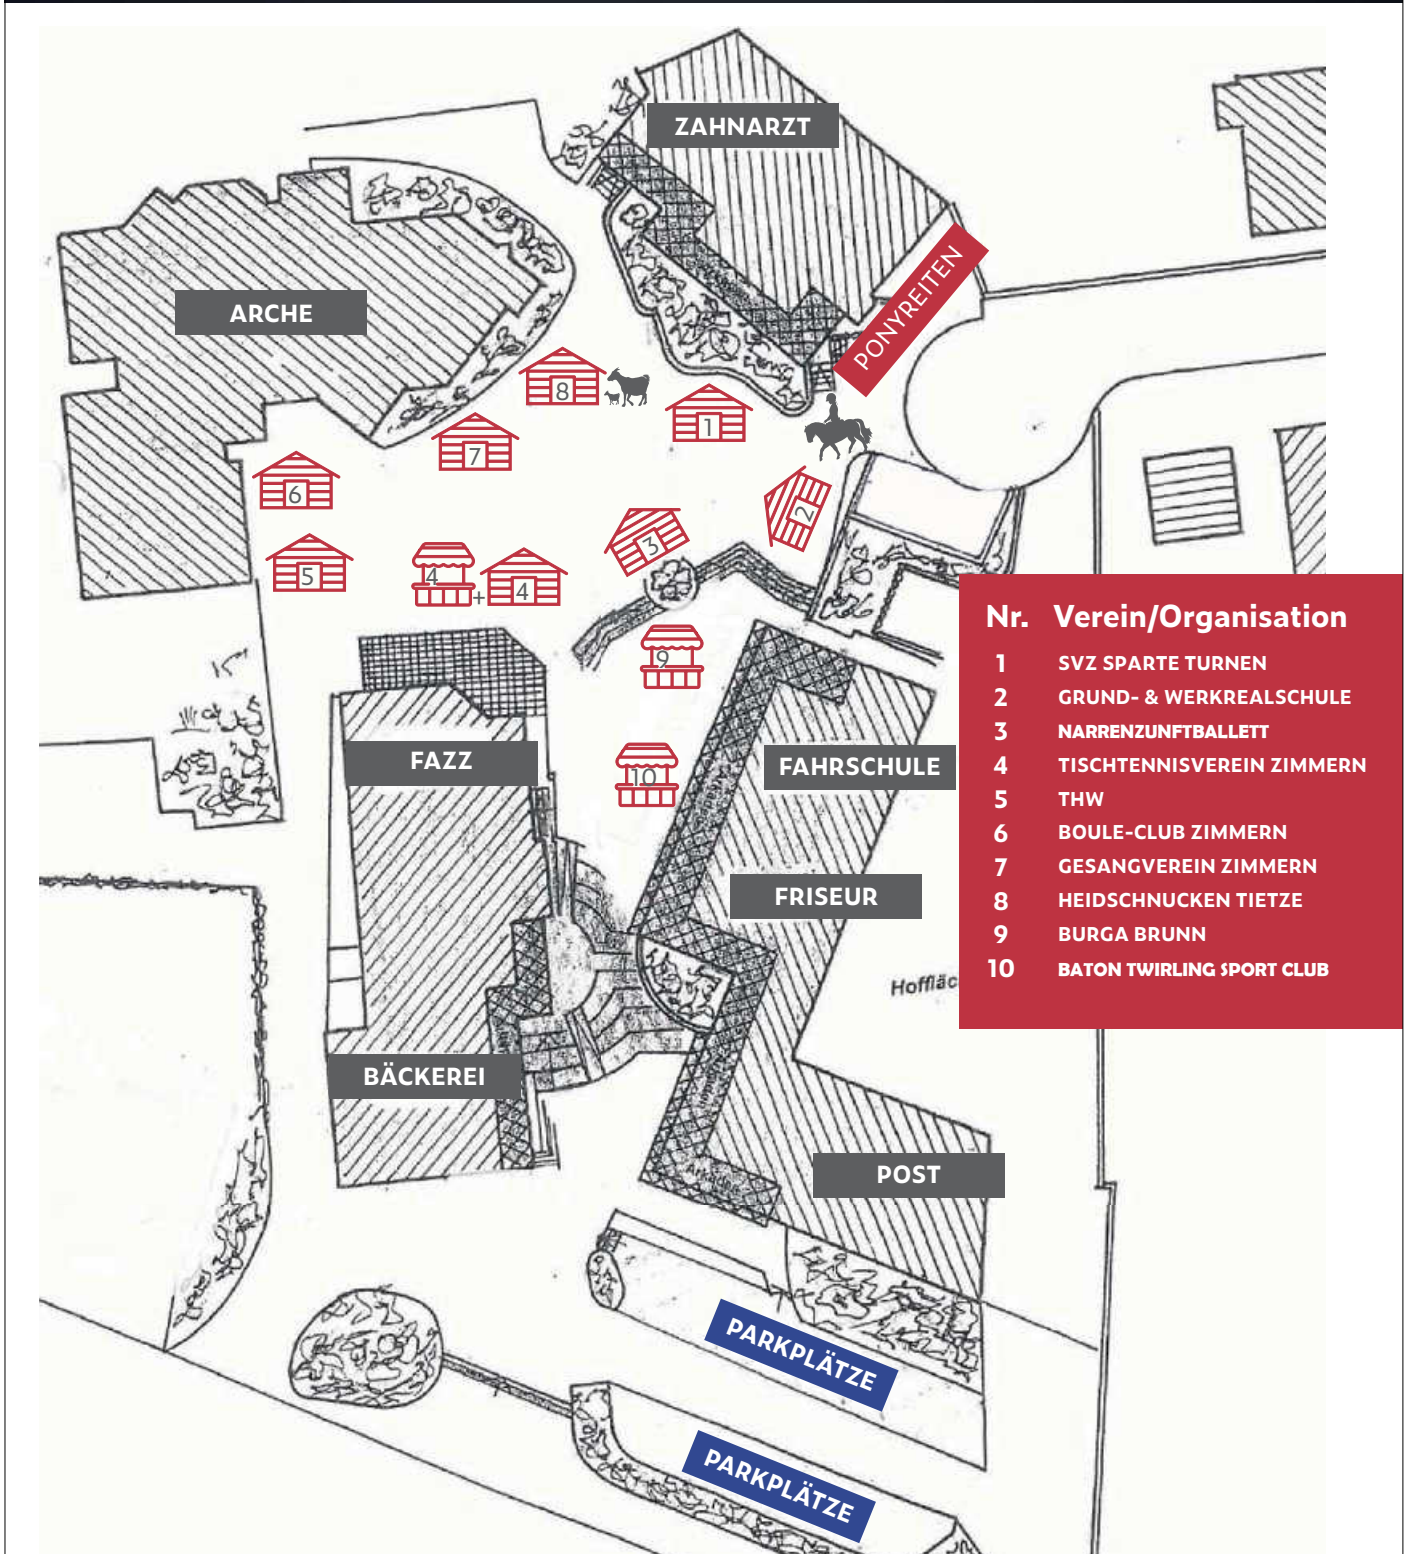 ZAHNARZT
PONYREITEN
ARCHE
8
1
7
6
2
3
5
4
+
4
9
10
FAZZ
FAHRSCHULE
FRISEUR
BÄCKEREI
POST
Arkaden
Hoffläc
PARKPLÄTZE
PARKPLÄTZE
Nr. Verein/Organisation
1 SVZ SPARTE TURNEN
2 GRUND- & WERKREALSCHULE
3 NARRENZUNFTBALLETT
4 TISCHTENNISVEREIN ZIMMERN
5 THW
6 BOULE-CLUB ZIMMERN
7 GESANGVEREIN ZIMMERN
8 HEIDSCHNUCKEN TIETZE
9 BURGA BRUNN
10 BATON TWIRLING SPORT CLUB